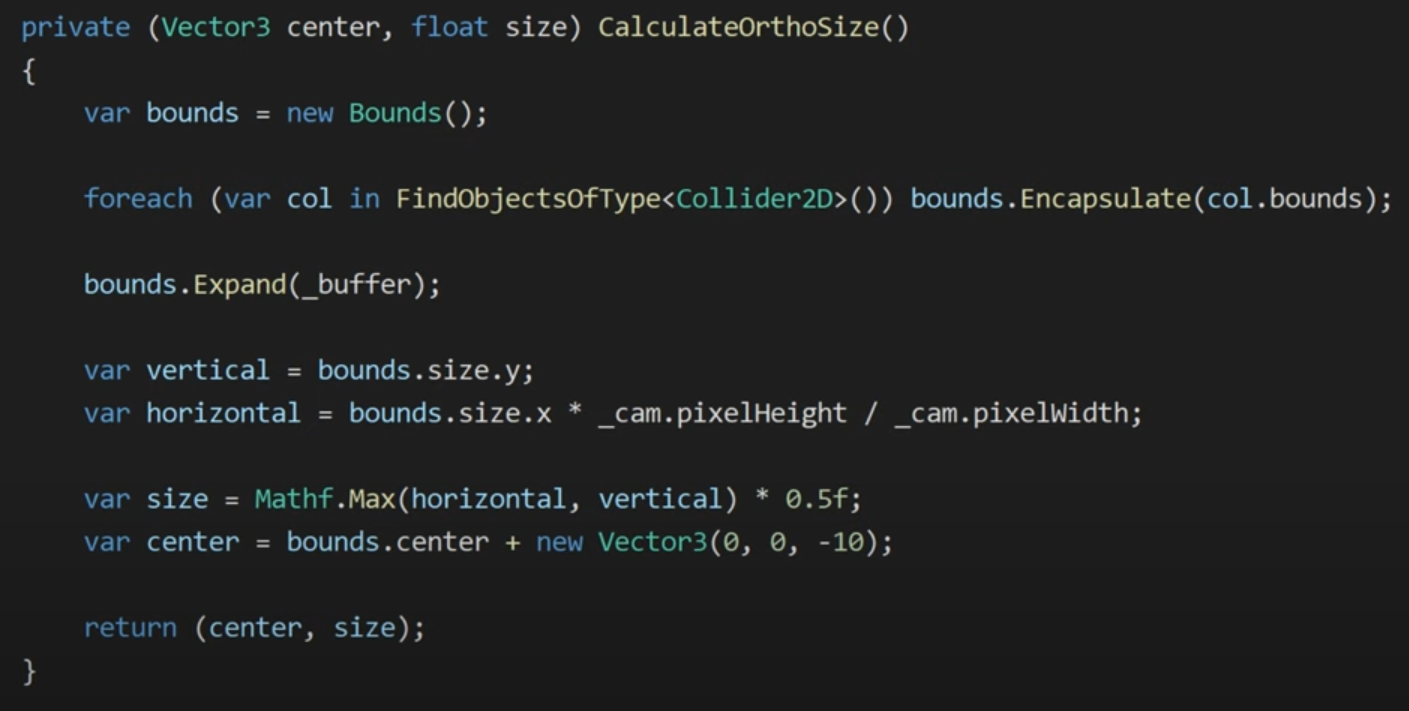 private (Vector3 center, float size) CalculateOrthoSize()
{
    var bounds = new Bounds();

    foreach (var col in FindObjectsOfType<Collider2D>()) bounds.Encapsulate(col.bounds);

    bounds.Expand(_buffer);

    var vertical = bounds.size.y;
    var horizontal = bounds.size.x * _cam.pixelHeight / _cam.pixelWidth;

    var size = Mathf.Max(horizontal, vertical) * 0.5f;
    var center = bounds.center + new Vector3(0, 0, -10);

    return (center, size);
}